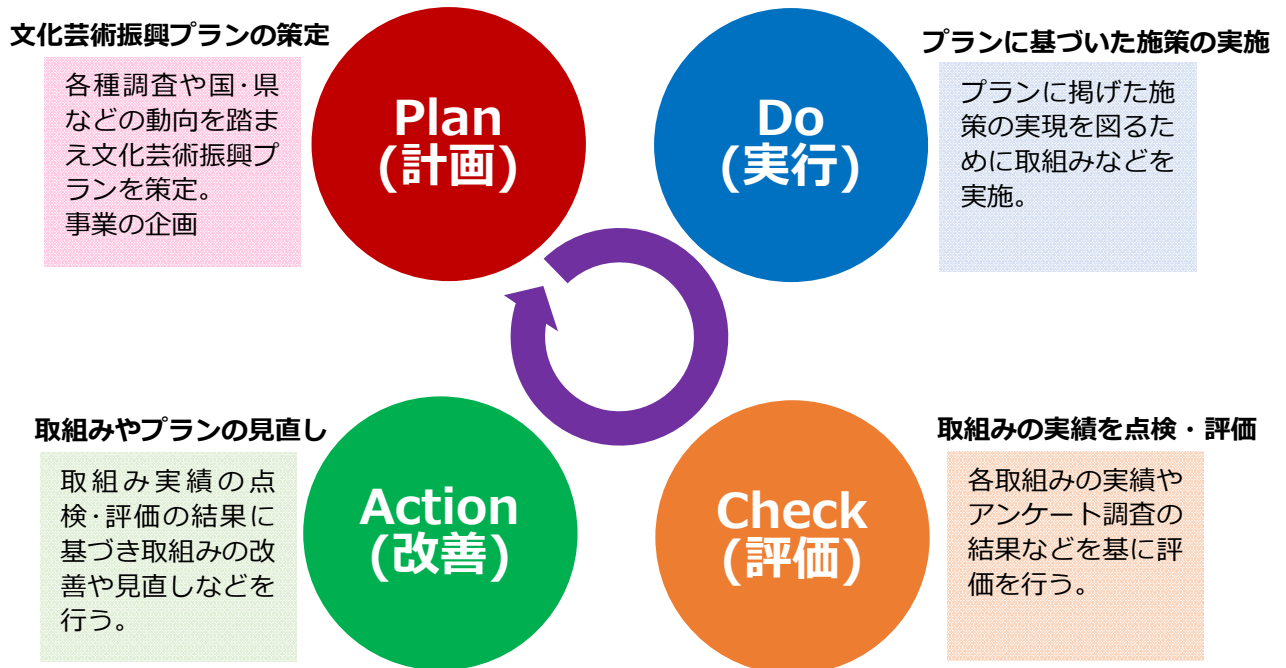 文化芸術振興プランの策定
各種調査や国・県
などの動向を踏ま
え文化芸術振興プ
ランを策定。
事業の企画
Plan
(計画)
Do
(実行)
プランに基づいた施策の実施
プランに掲げた施
策の実現を図るた
めに取組みなどを
実施。
取組みやプランの見直し
取組み実績の点
検・評価の結果に
基づき取組みの改
善や見直しなどを
行う。
Action
(改善)
Check
(評価)
取組みの実績を点検・評価
各取組みの実績や
アンケート調査の
結果などを基に評
価を行う。